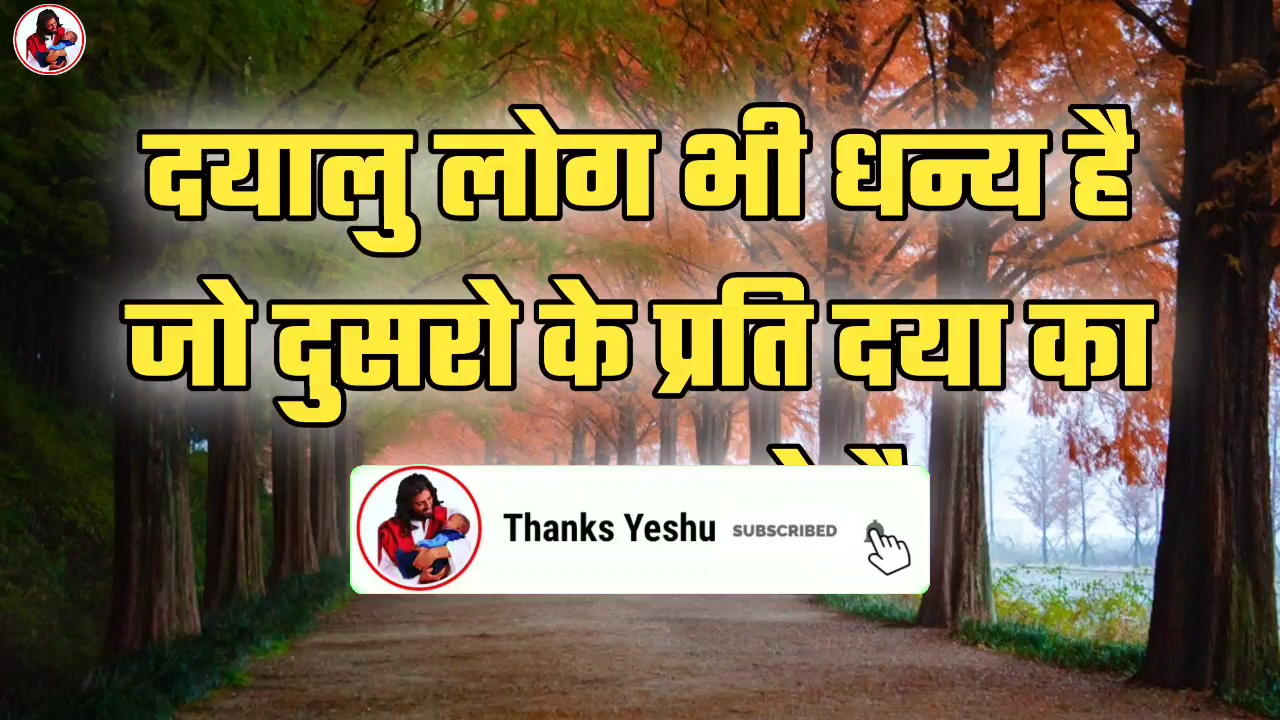 दयालु लोग भी धन्य है
जो दुसरो के प्रति दया का
Thanks Yeshu SUBSCRIBED